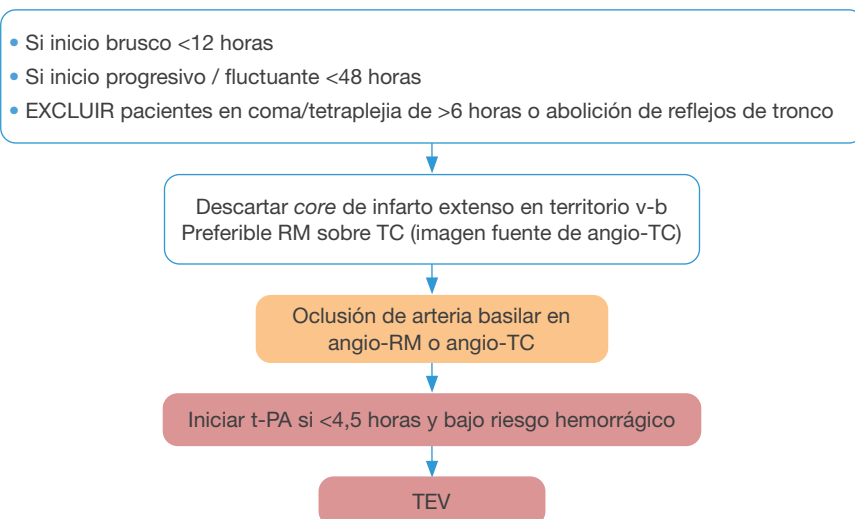 • Si inicio brusco <12 horas
• Si inicio progresivo / fluctuante <48 horas
• EXCLUIR pacientes en coma/tetraplejia de >6 horas o abolición de reflejos de tronco
Descartar core de infarto extenso en territorio v-b
Preferible RM sobre TC (imagen fuente de angio-TC)
Oclusión de arteria basilar en
angio-RM o angio-TC
Iniciar t-PA si <4,5 horas y bajo riesgo hemorrágico
TEV